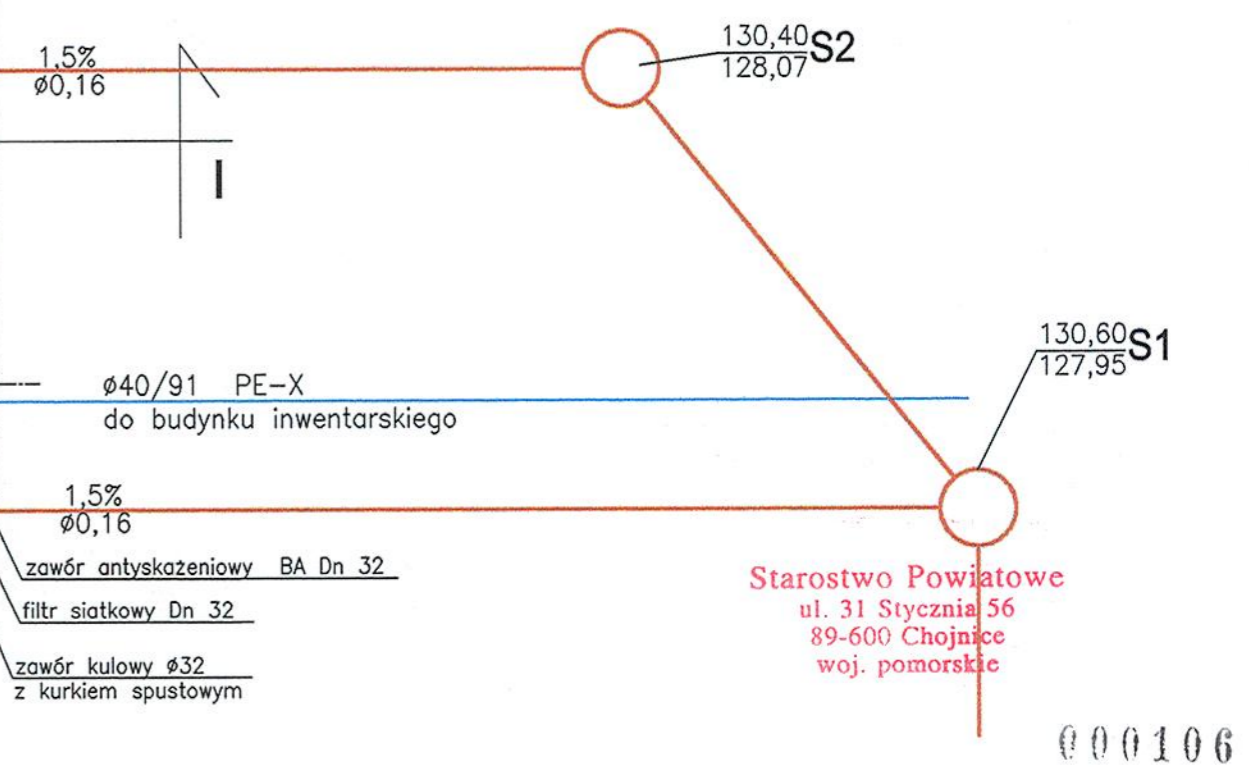 1,5%
ø0,16
130,40
128,07
S2
I
130,60
127,95
S1
ø40/91 PE-X
do budynku inwentarskiego
1,5%
ø0,16
zawór antyskażeniowy BA Dn 32
filtr siatkowy Dn 32
zawór kulowy ø32
z kurkiem spustowym
Starostwo Powiatowe
ul. 31 Stycznia 56
89-600 Chojnice
woj. pomorskie
000106